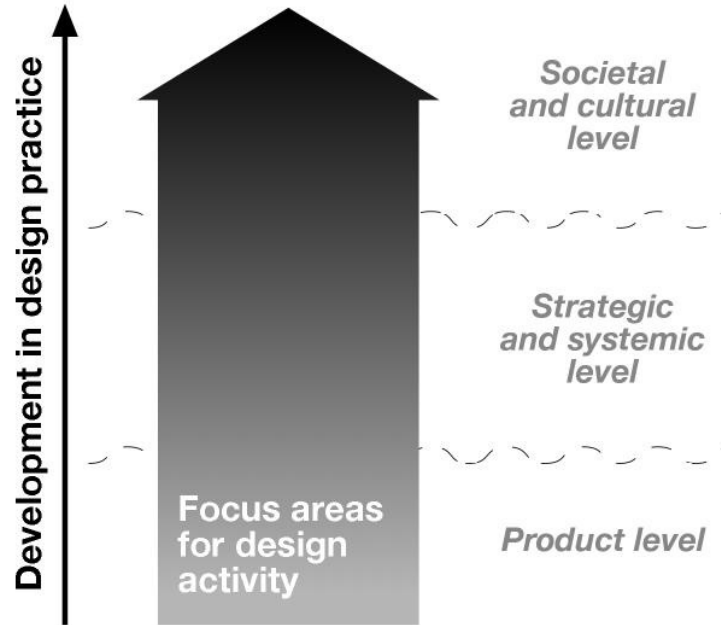 Development in design practice
Societal
and cultural
level
Strategic
and systemic
level
Focus areas
for design
activity
Product level